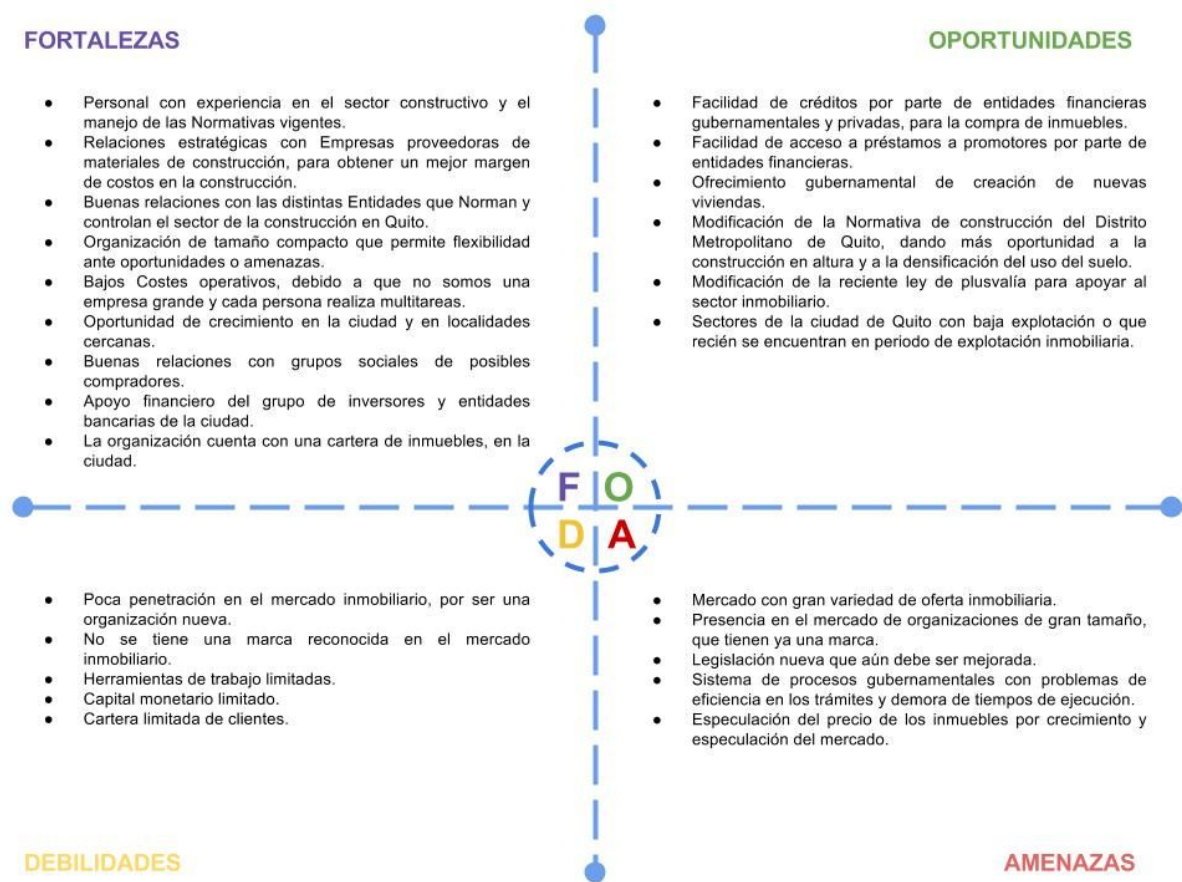 FORTALEZAS
● Personal con experiencia en el sector constructivo y el
manejo de las Normativas vigentes.
● Relaciones estratégicas con Empresas proveedoras de
materiales de construcción, para obtener un mejor margen
de costos en la construcción.
● Buenas relaciones con las distintas Entidades que Norman y
controlan el sector de la construcción en Quito.
● Organización de tamaño compacto que permite flexibilidad
ante oportunidades o amenazas.
● Bajos Costes operativos, debido a que no somos una
empresa grande y cada persona realiza multitareas.
● Oportunidad de crecimiento en la ciudad y en localidades
cercanas.
● Buenas relaciones con grupos sociales de posibles
compradores.
● Apoyo financiero del grupo de inversores y entidades
bancarias de la ciudad.
● La organización cuenta con una cartera de inmuebles, en la
ciudad.
OPORTUNIDADES
● Facilidad de créditos por parte de entidades financieras
gubernamentales y privadas, para la compra de inmuebles.
● Facilidad de acceso a préstamos a promotores por parte de
entidades financieras.
● Ofrecimiento gubernamental de creación de nuevas
viviendas.
● Modificación de la Normativa de construcción del Distrito
Metropolitano de Quito, dando más oportunidad a la
construcción en altura y a la densificación del uso del suelo.
● Modificación de la reciente ley de plusvalía para apoyar al
sector inmobiliario.
● Sectores de la ciudad de Quito con baja explotación o que
recién se encuentran en periodo de explotación inmobiliaria.
F O
D A
● Poca penetración en el mercado inmobiliario, por ser una
organización nueva.
● No se tiene una marca reconocida en el mercado
inmobiliario.
● Herramientas de trabajo limitadas.
● Capital monetario limitado.
● Cartera limitada de clientes.
DEBILIDADES
● Mercado con gran variedad de oferta inmobiliaria.
● Presencia en el mercado de organizaciones de gran tamaño,
que tienen ya una marca.
● Legislación nueva que aún debe ser mejorada.
● Sistema de procesos gubernamentales con problemas de
eficiencia en los trámites y demora de tiempos de ejecución.
● Especulación del precio de los inmuebles por crecimiento y
especulación del mercado.
AMENAZAS